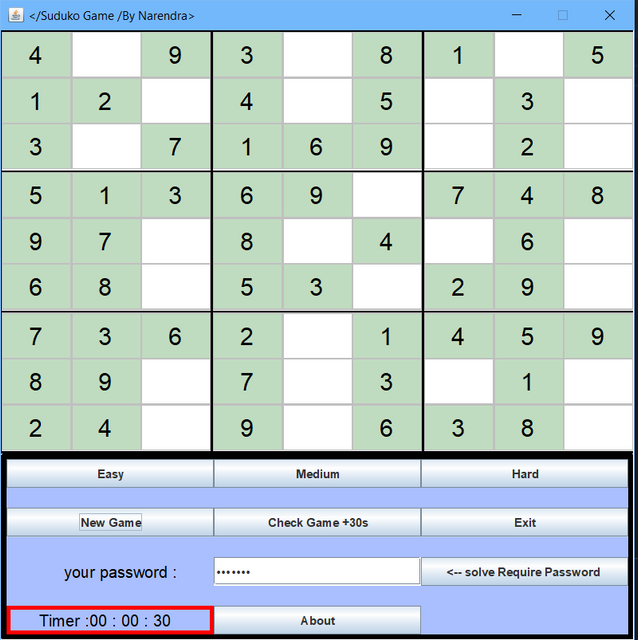 </Suduko Game /By Narendra>
4 9 3 8 1 5
1 2 4 5 3
3 7 1 6 9 2
5 1 3 6 9 7 4 8
9 7 8 4 6
6 8 5 3 2 9
7 3 6 2 1 4 5 9
8 9 7 3 1
2 4 9 6 3 8
Easy Medium Hard
New Game Check Game +30s Exit
your password : ••••••• <-- solve Require Password
Timer :00 : 00 : 30 About